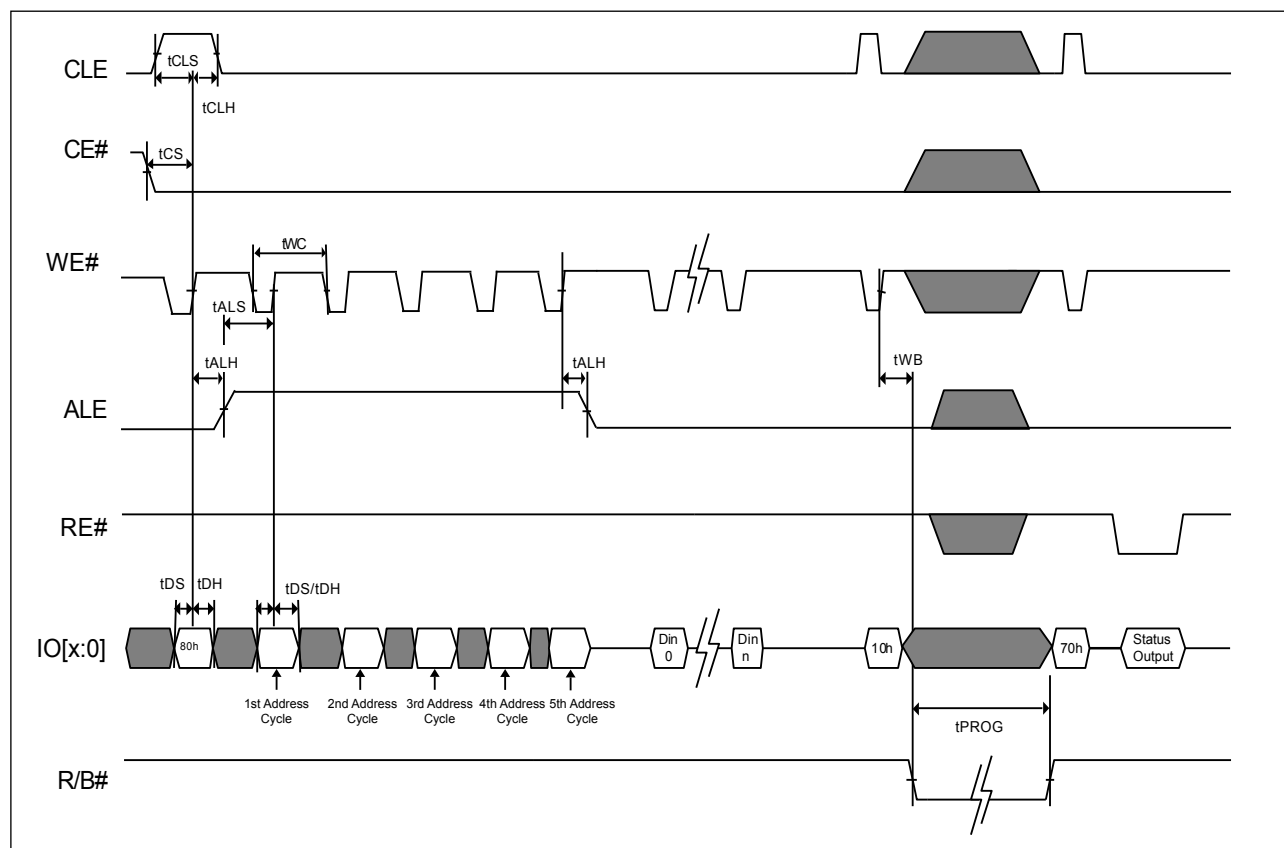 CLE
tCLS
tCLH
CE#
tCS
WE#
tWC
tALS
tALH
tALH
tWB
ALE
RE#
tDS
tDH
tDS/tDH
IO[x:0]
80h
Din
0
Din
n
10h
70h
Status
Output
1st Address
Cycle
2nd Address
Cycle
3rd Address
Cycle
4th Address
Cycle
5th Address
Cycle
tPROG
R/B#